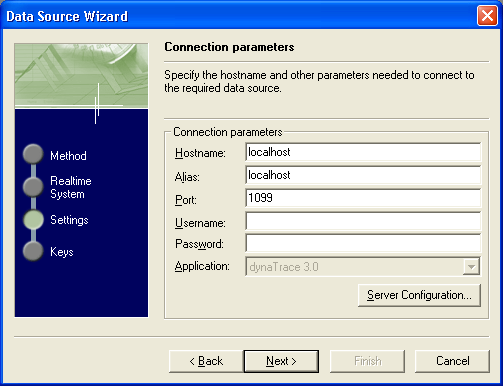 Data Source Wizard
Connection parameters
Specify the hostname and other parameters needed to connect to
the required data source.
Method
Realtime
System
Settings
Keys
Connection parameters
Hostname: localhost
Alias: localhost
Port: 1099
Username:
Password:
Application: dynaTrace 3.0
Server Configuration...
< Back Next > Finish Cancel